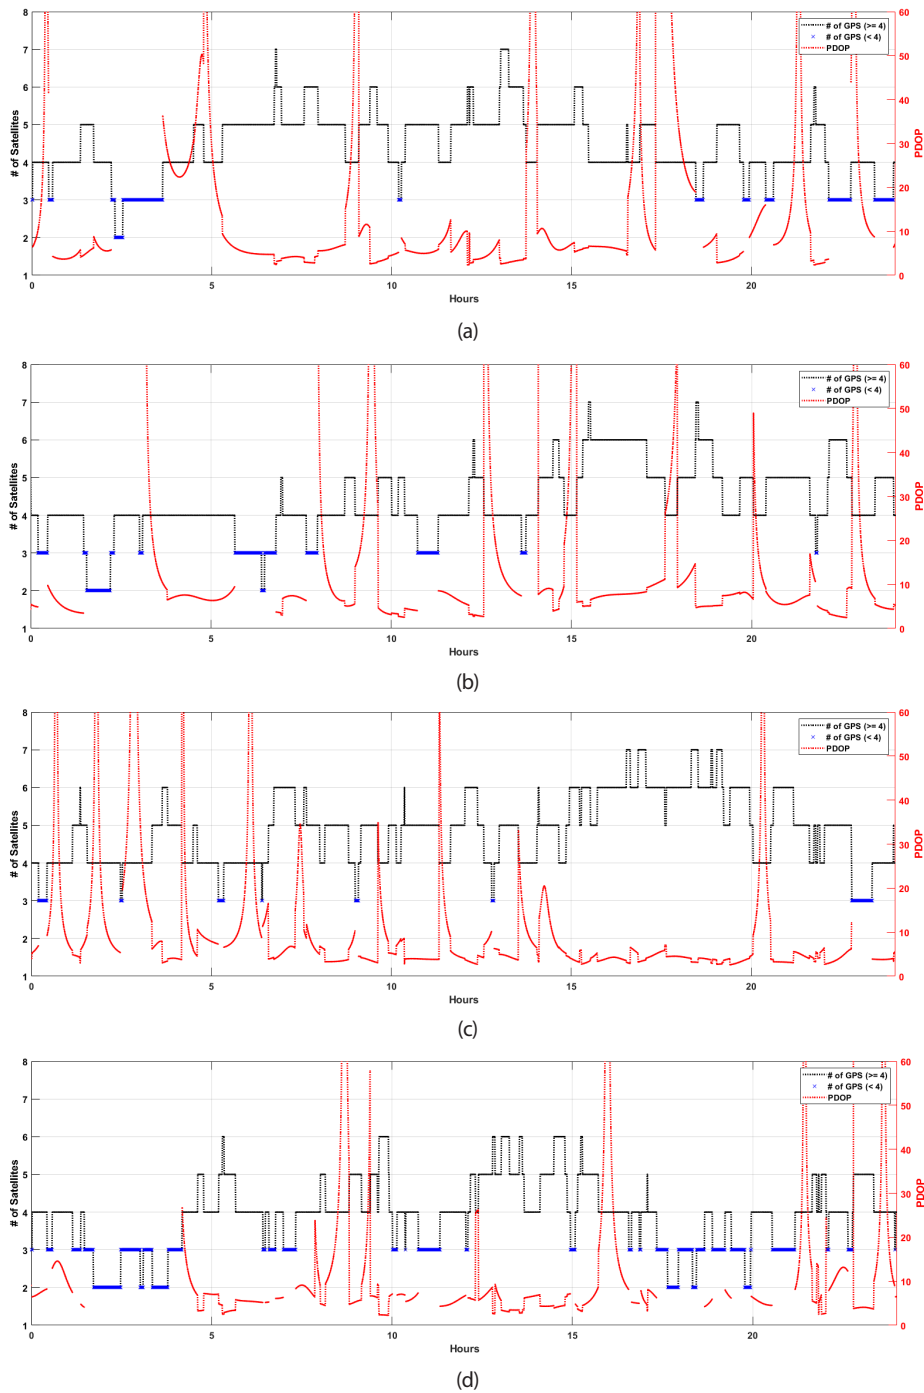 8
7
6
5
4
3
2
1
# of Satellites
60
50
40
30
20
10
0
PDOP
# of GPS (>= 4)
# of GPS (< 4)
PDOP
0
5
10
15
20
Hours
(a)
8
7
6
5
4
3
2
1
# of Satellites
60
50
40
30
20
10
0
PDOP
# of GPS (>= 4)
# of GPS (< 4)
PDOP
0
5
10
15
20
Hours
(b)
8
7
6
5
4
3
2
1
# of Satellites
60
50
40
30
20
10
0
PDOP
# of GPS (>= 4)
# of GPS (< 4)
PDOP
0
5
10
15
20
Hours
(c)
8
7
6
5
4
3
2
1
# of Satellites
60
50
40
30
20
10
0
PDOP
# of GPS (>= 4)
# of GPS (< 4)
PDOP
0
5
10
15
20
Hours
(d)